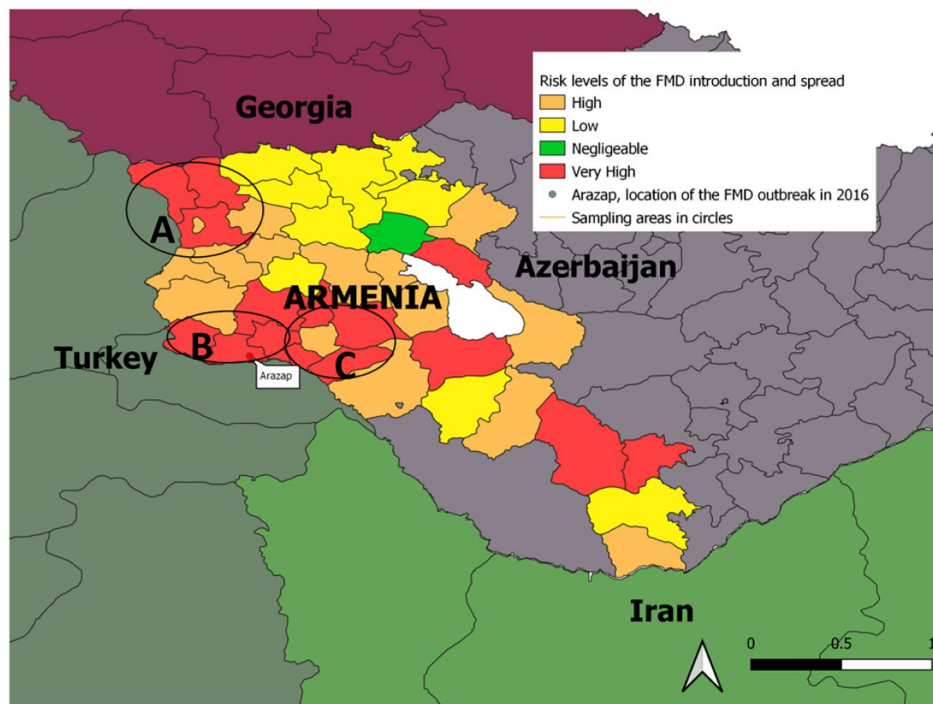 Georgia
Risk levels of the FMD introduction and spread
High
Low
Negligeable
Very High
Arazap, location of the FMD outbreak in 2016
Sampling areas in circles
A
Azerbaijan
ARMENIA
B
Turkey
C
Arazap
Iran
0 0.5 1